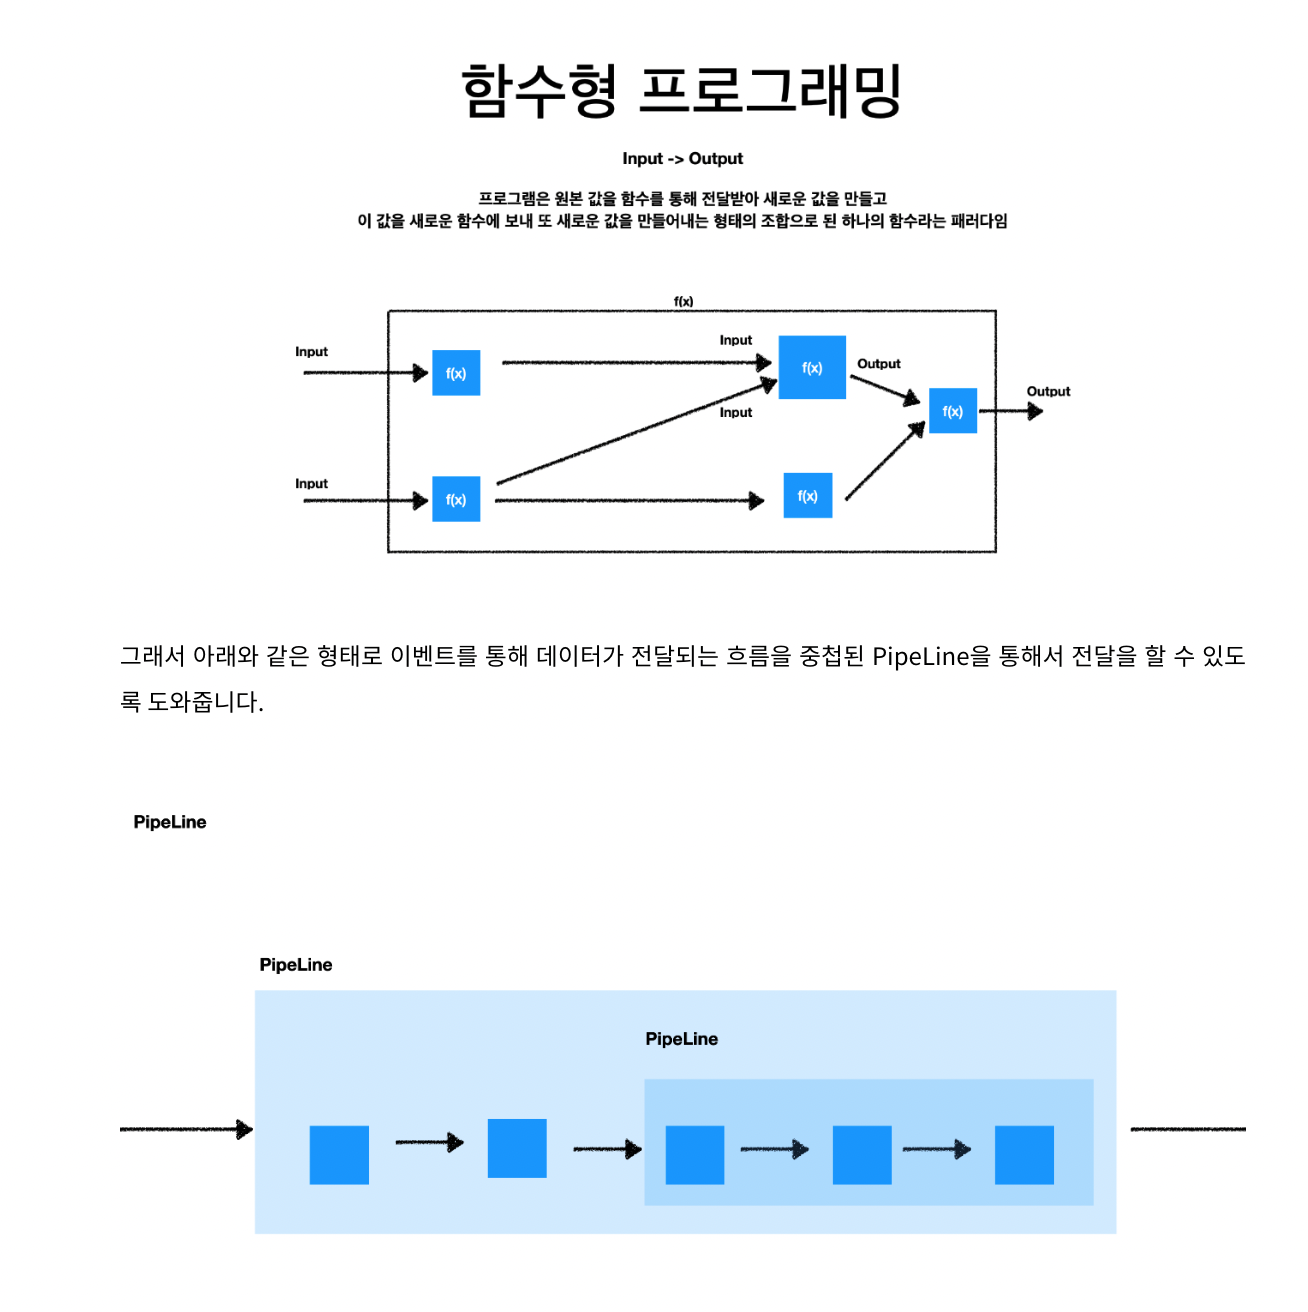 함수형 프로그래밍
Input -> Output
프로그램은 원본 값을 함수를 통해 전달받아 새로운 값을 만들고
이 값을 새로운 함수에 보내 또 새로운 값을 만들어내는 형태의 조합으로 된 하나의 함수라는 패러다임
f(x)
Input
f(x)
Input
f(x)
Output
Input
f(x)
Output
Input
f(x)
f(x)
그래서 아래와 같은 형태로 이벤트를 통해 데이터가 전달되는 흐름을 중첩된 PipeLine을 통해서 전달을 할 수 있도
록 도와줍니다.
PipeLine
PipeLine
PipeLine